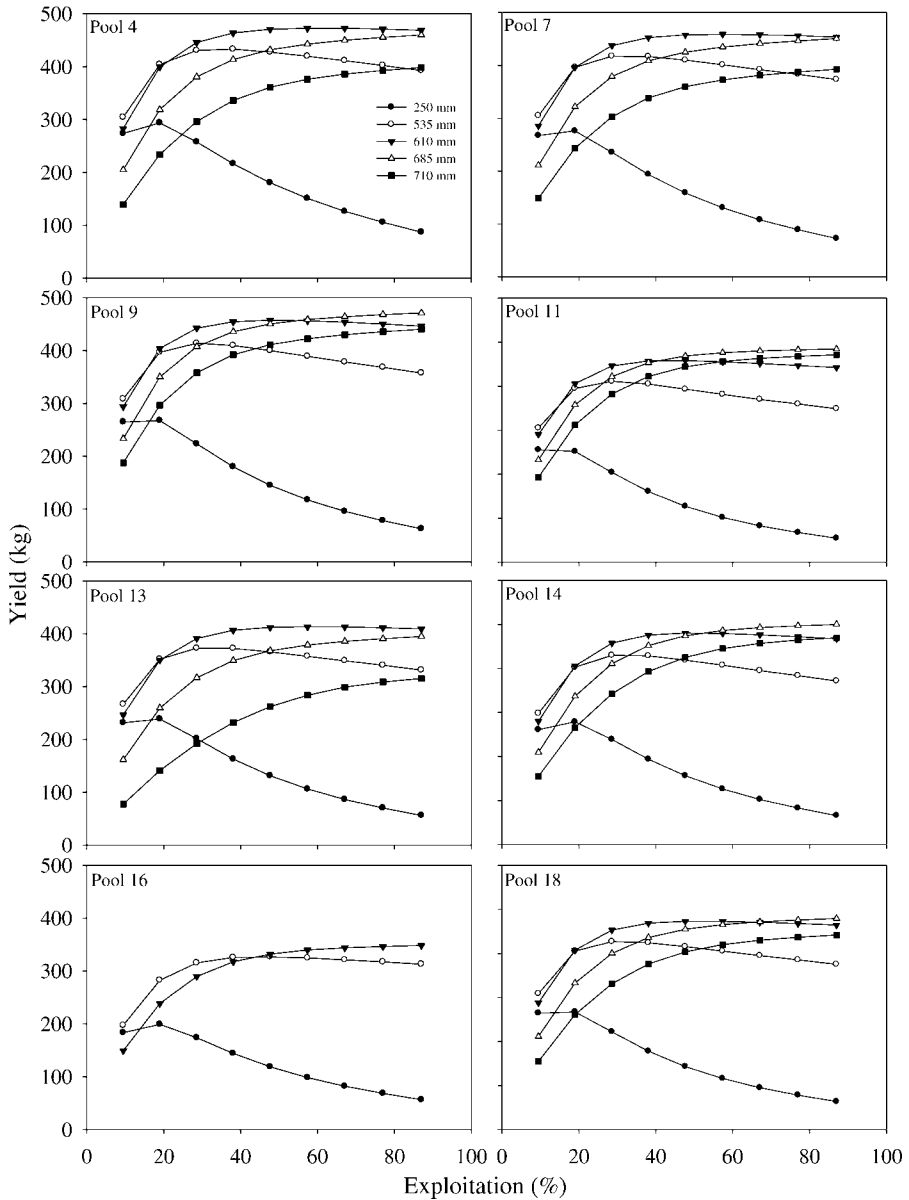 Pool 4
Pool 7
500
400
300
200
100
0
250 mm
535 mm
610 mm
685 mm
710 mm
Pool 9
Pool 11
500
400
300
200
100
0
Pool 13
Pool 14
500
400
300
200
100
0
Pool 16
Pool 18
500
400
300
200
100
0
0 20 40 60 80 100
0 20 40 60 80 100
Yield (kg)
Exploitation (%)